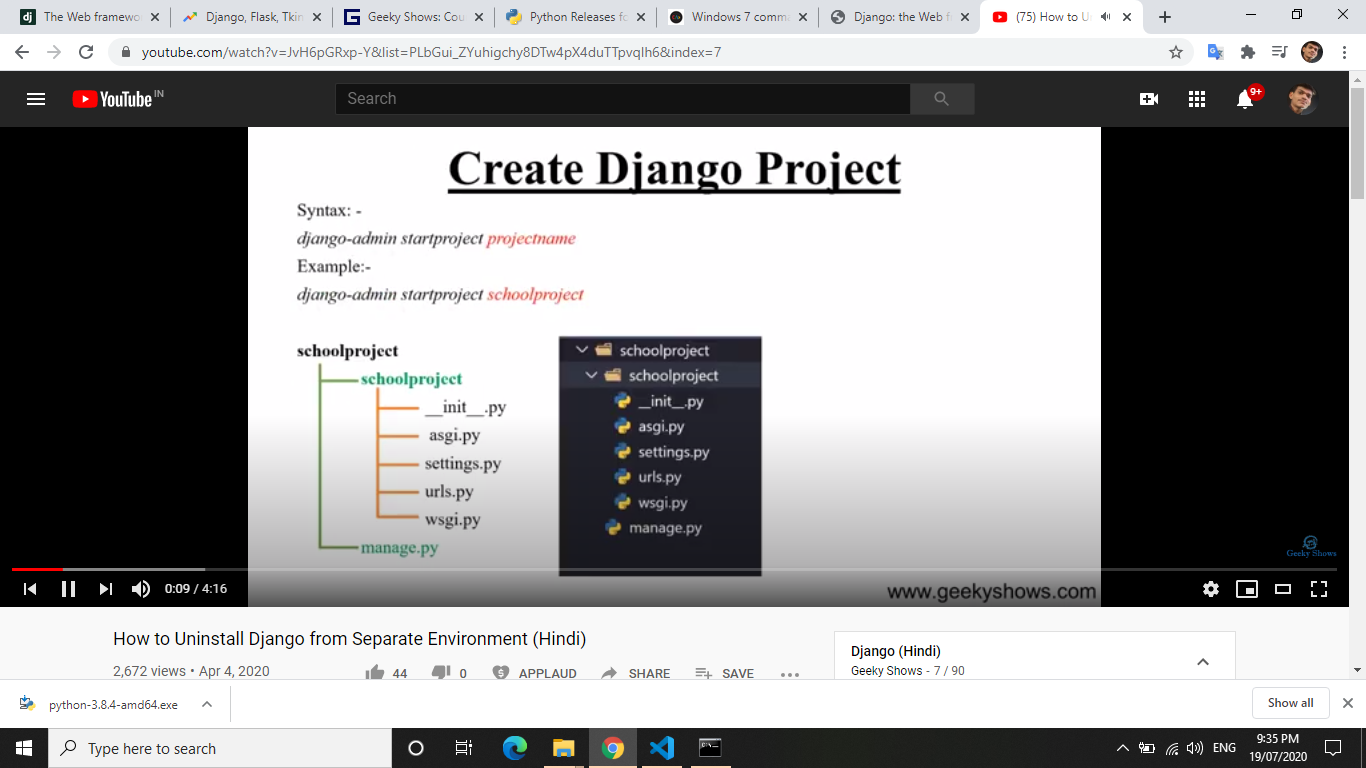 The Web framewo
Django, Flask, Tkin
Geeky Shows: Cou
Python Releases fo
Windows 7 comma
Django: the Web f
(75) How to U
youtube.com/watch?v=JvH6pGRxp-Y&list=PLbGui_ZYuhigchy8DTw4pX4duTTpvqIh6&index=7
YouTube IN
Search
9+
Create Django Project
Syntax: -
django-admin startproject projectname
Example:-
django-admin startproject schoolproject
schoolproject
schoolproject
__init__.py
asgi.py
settings.py
urls.py
wsgi.py
manage.py
schoolproject
schoolproject
__init__.py
asgi.py
settings.py
urls.py
wsgi.py
manage.py
Geeky Shows
www.geekyshows.com
0:09 / 4:16
How to Uninstall Django from Separate Environment (Hindi)
2,672 views • Apr 4, 2020
44
0
APPLAUD
SHARE
SAVE
Django (Hindi)
Geeky Shows - 7 / 90
python-3.8.4-amd64.exe
Show all
Type here to search
ENG
9:35 PM
19/07/2020